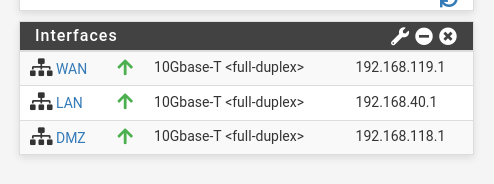 Interfaces
WAN 10Gbase-T <full-duplex> 192.168.119.1
LAN 10Gbase-T <full-duplex> 192.168.40.1
DMZ 10Gbase-T <full-duplex> 192.168.118.1